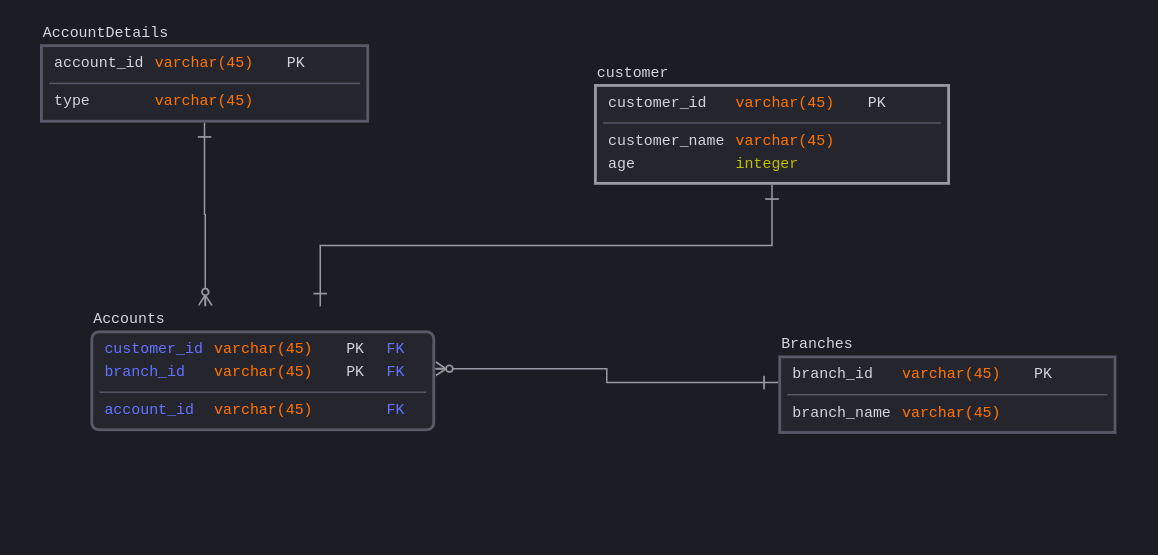 AccountDetails
account_id varchar(45) PK
type varchar(45)
customer
customer_id varchar(45) PK
customer_name varchar(45)
age integer
Accounts
customer_id varchar(45) PK FK
branch_id varchar(45) PK FK
account_id varchar(45) FK
Branches
branch_id varchar(45) PK
branch_name varchar(45)